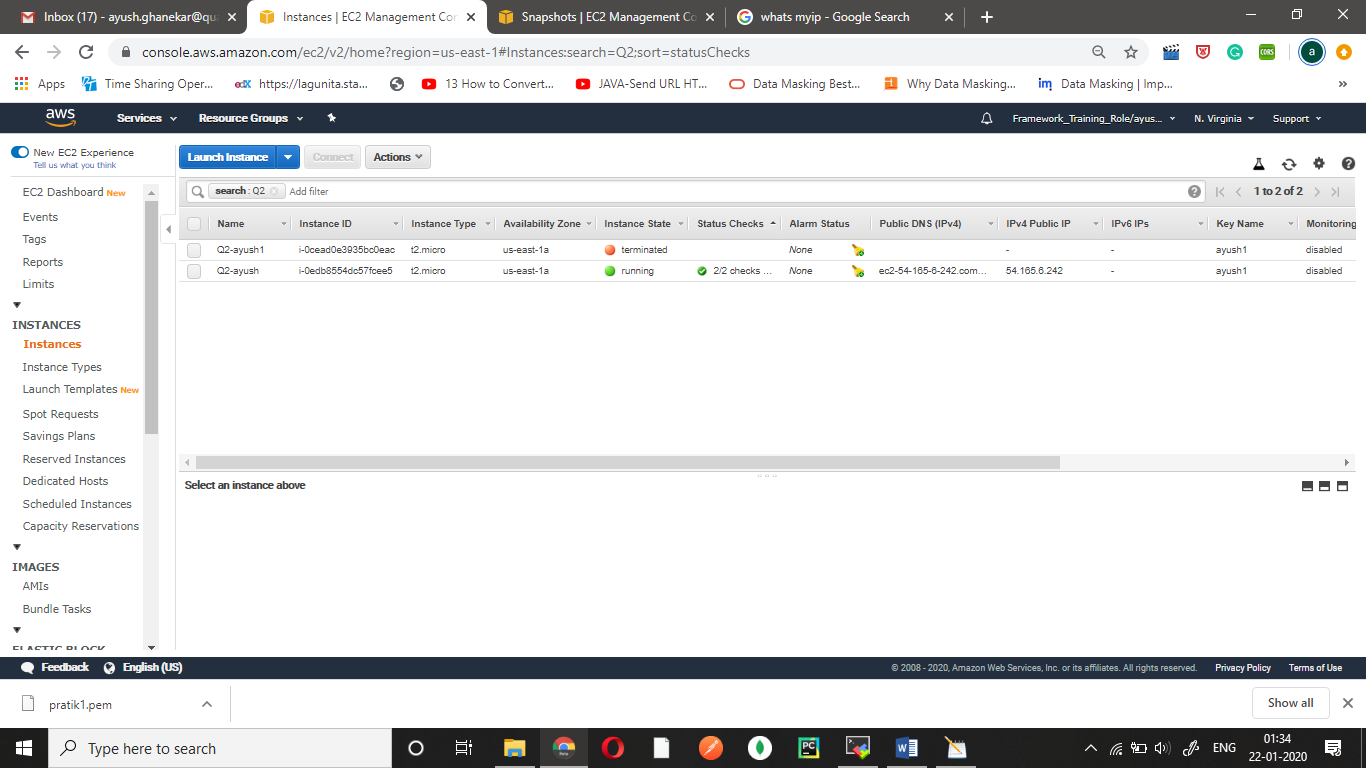 Inbox (17) - ayush.ghanekar@qu
Instances | EC2 Management Con
Snapshots | EC2 Management Co
whats myip - Google Search
console.aws.amazon.com/ec2/v2/home?region=us-east-1#Instances:search=Q2;sort=statusChecks
a
CORS
Apps
Time Sharing Oper...
edX
https://lagunita.sta...
13 How to Convert...
JAVA-Send URL HT...
Data Masking Best...
Why Data Masking...
im
Data Masking | Imp...
»
aws
Services
Resource Groups
Framework_Training_Role/ayus...
N. Virginia
Support
New EC2 Experience
Tell us what you think
Launch Instance
Connect
Actions
EC2 Dashboard New
Events
Tags
Reports
Limits
INSTANCES
Instances
Instance Types
Launch Templates New
Spot Requests
Savings Plans
Reserved Instances
Dedicated Hosts
Scheduled Instances
Capacity Reservations
IMAGES
AMIs
Bundle Tasks
ELASTIC BLOCK
search : Q2
Add filter
1 to 2 of 2
Name Instance ID Instance Type Availability Zone Instance State Status Checks Alarm Status Public DNS (IPv4) IPv4 Public IP IPv6 IPs Key Name Monitoring
Q2-ayush1 i-0cead0e3935bc0eac t2.micro us-east-1a terminated None - - ayush1 disabled
Q2-ayush i-0edb8554dc57fcee5 t2.micro us-east-1a running 2/2 checks ... None ec2-54-165-6-242.com... 54.165.6.242 - ayush1 disabled
Select an instance above
Feedback
English (US)
© 2008 - 2020, Amazon Web Services, Inc. or its affiliates. All rights reserved.
Privacy Policy
Terms of Use
pratik1.pem
Show all
Type here to search
PC
W
ENG
01:34
22-01-2020